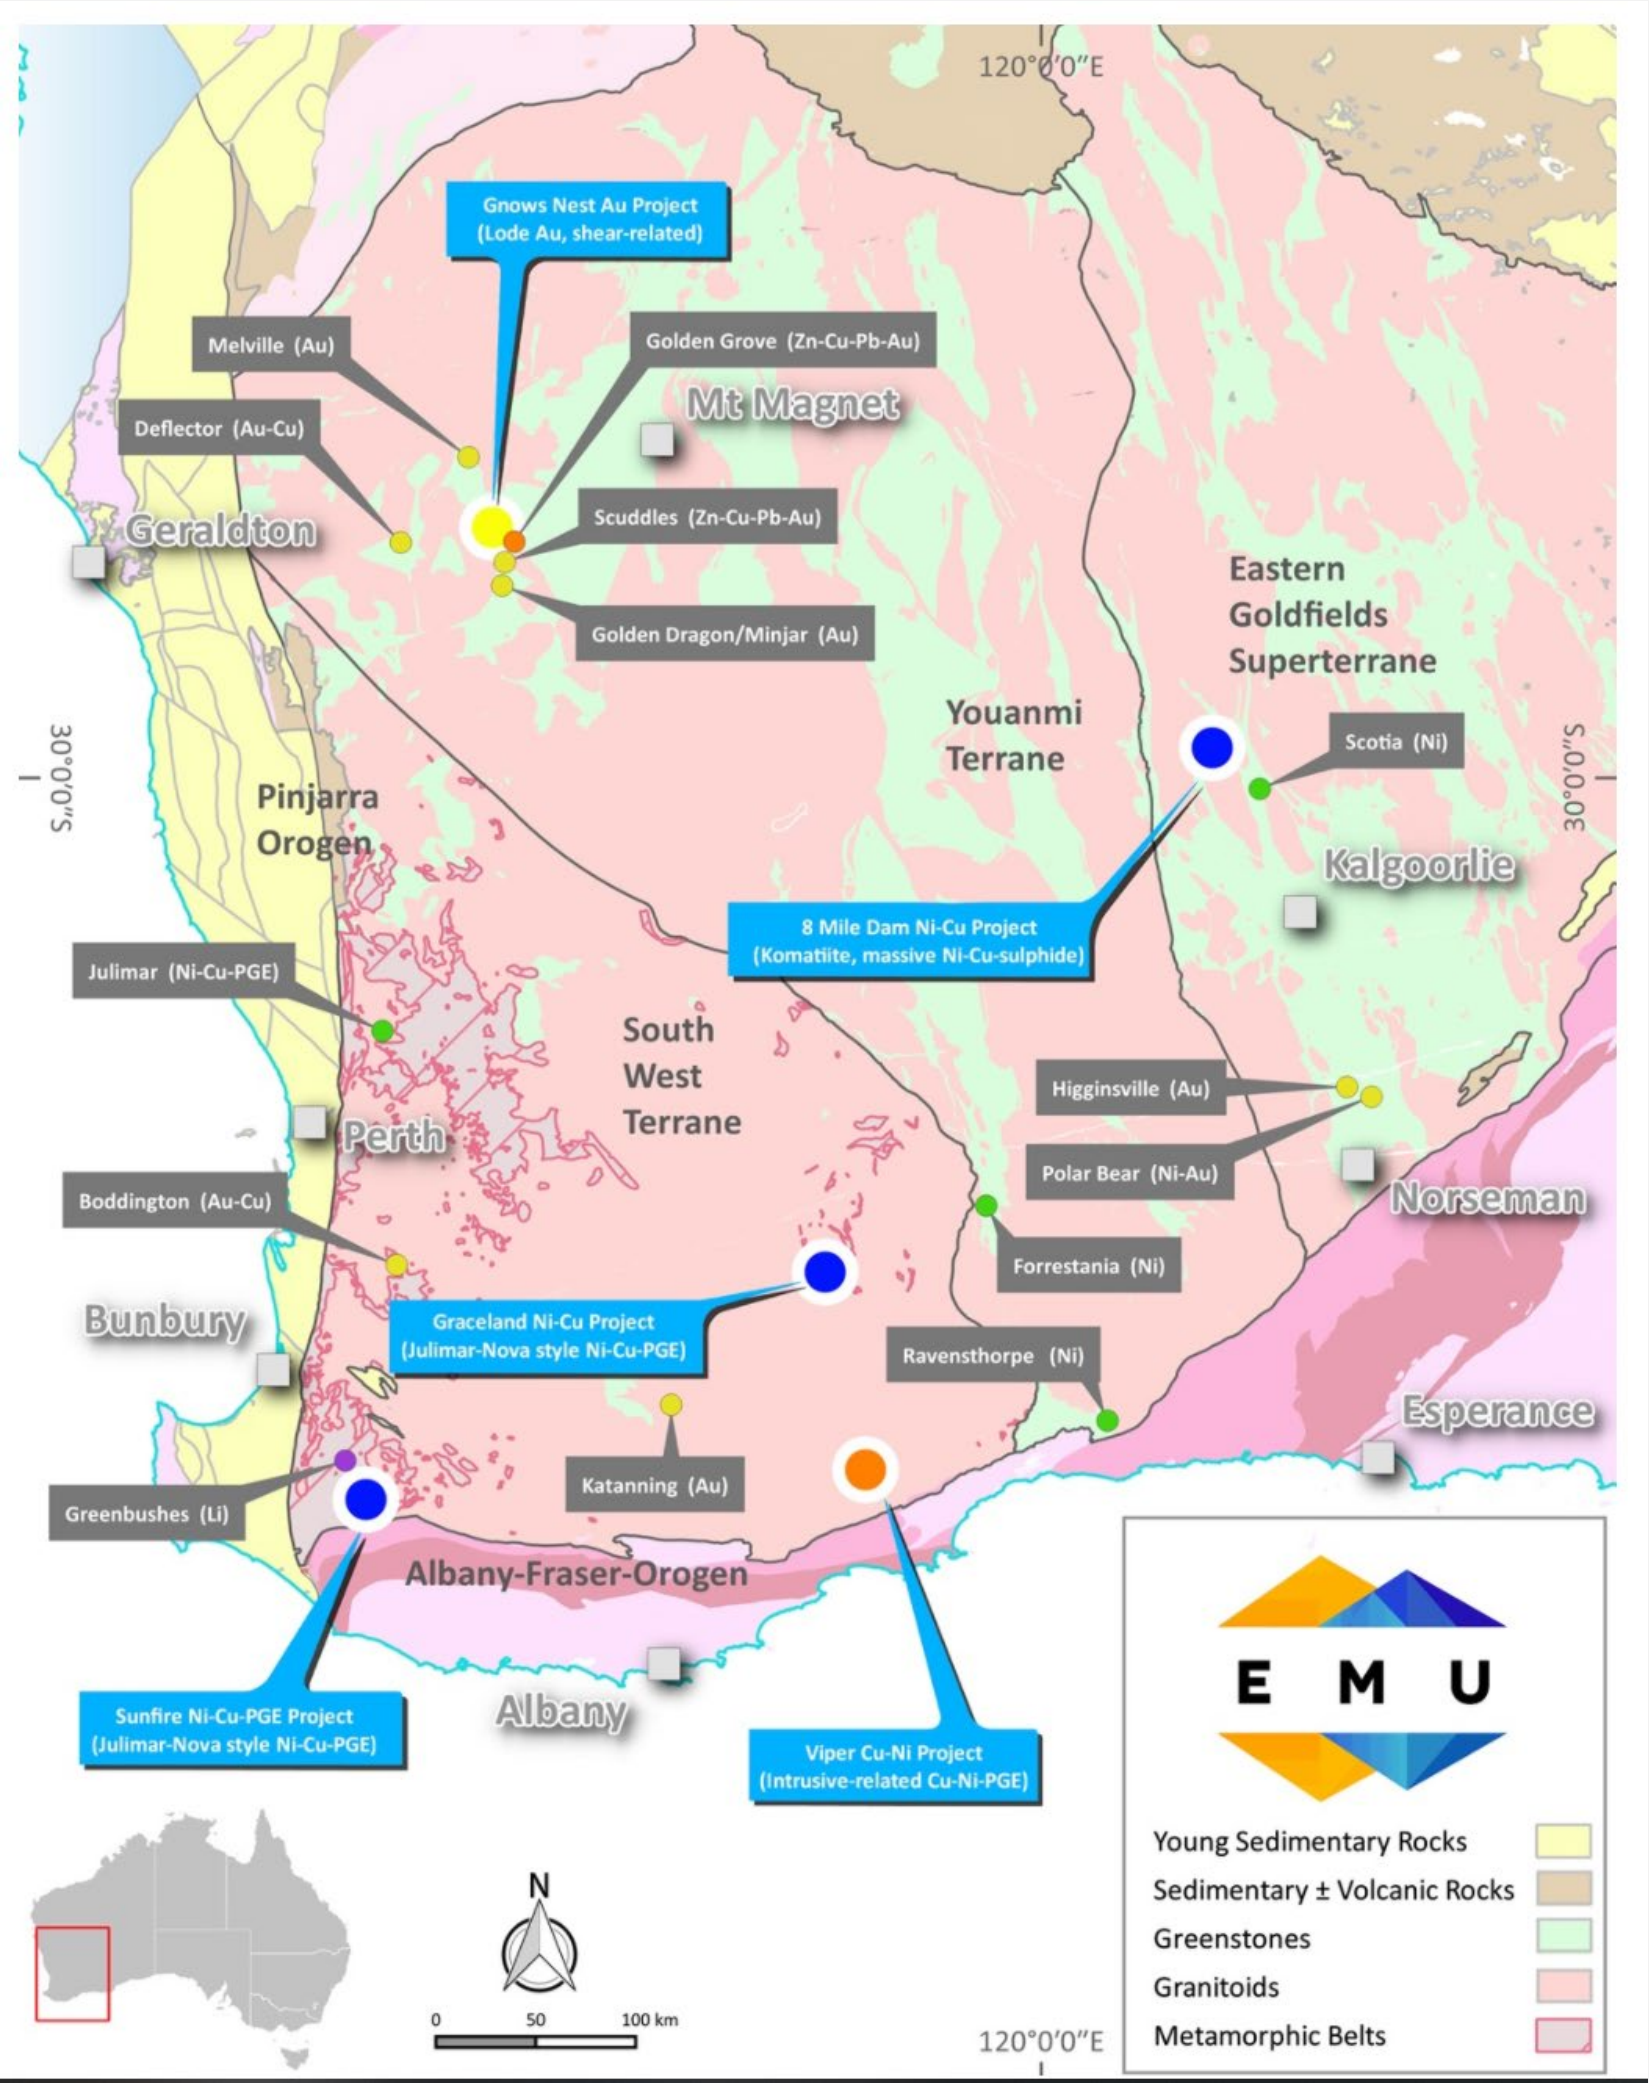 120°0'0"E
Gnows Nest Au Project
(Lode Au, shear-related)
Melville (Au)
Golden Grove (Zn-Cu-Pb-Au)
Mt Magnet
Deflector (Au-Cu)
Scuddles (Zn-Cu-Pb-Au)
Geraldton
Eastern
Goldfields
Superterrane
Golden Dragon/Minjar (Au)
Youanmi
Terrane
Scotia (Ni)
30°0'0"S
30°0'0"S
Pinjarra
Orogen
Kalgoorlie
8 Mile Dam Ni-Cu Project
(Komatiite, massive Ni-Cu-sulphide)
Julimar (Ni-Cu-PGE)
South
West
Terrane
Higginsville (Au)
Perth
Polar Bear (Ni-Au)
Boddington (Au-Cu)
Norseman
Forrestania (Ni)
Bunbury
Graceland Ni-Cu Project
(Julimar-Nova style Ni-Cu-PGE)
Ravensthorpe (Ni)
Esperance
Katanning (Au)
Greenbushes (Li)
Albany-Fraser-Orogen
Albany
Sunfire Ni-Cu-PGE Project
(Julimar-Nova style Ni-Cu-PGE)
Viper Cu-Ni Project
(Intrusive-related Cu-Ni-PGE)
E M U
Young Sedimentary Rocks
Sedimentary ± Volcanic Rocks
Greenstones
Granitoids
Metamorphic Belts
N
0 50 100 km
120°0'0"E